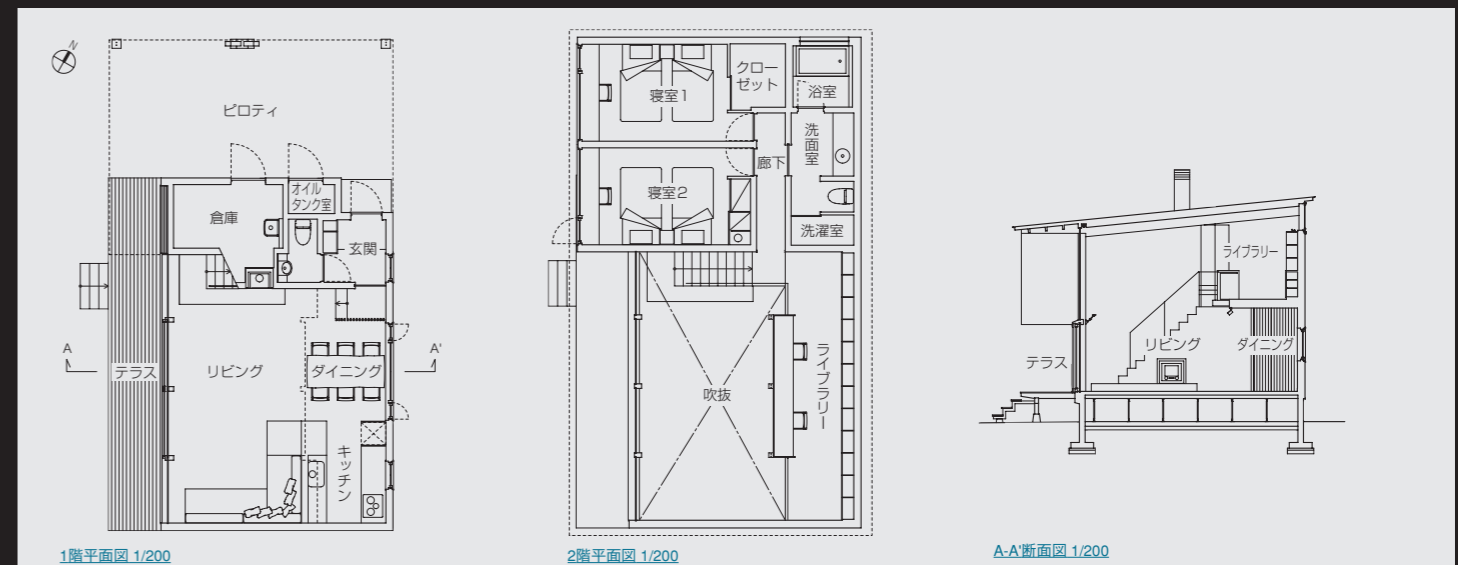 N
ピロティ
オイル
タンク室
倉庫
玄関
A
A'
テラス
リビング
ダイニング
キッチン
1階平面図 1/200
クロー
ゼット
寝室1
浴室
洗面室
廊下
寝室2
洗濯室
吹抜
ライブラリー
2階平面図 1/200
ライブラリー
リビング
ダイニング
テラス
A-A'断面図 1/200